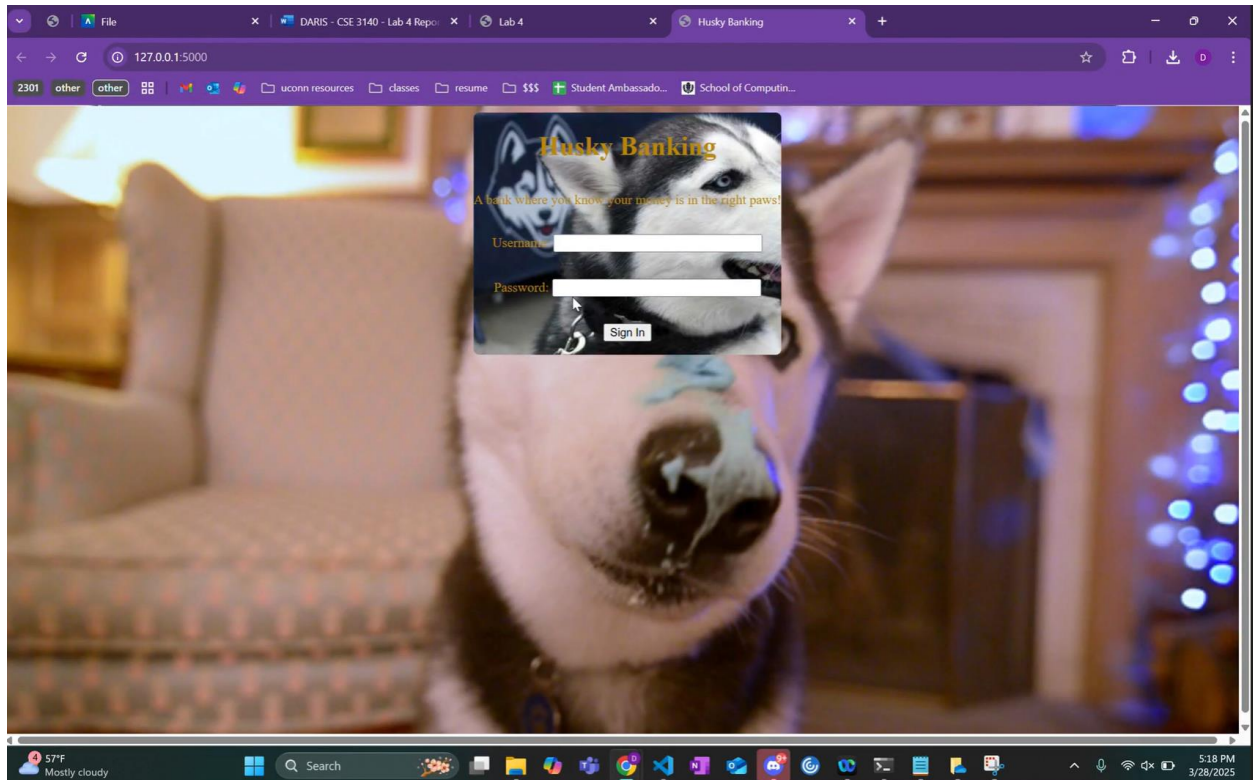 File
DARIS - CSE 3140 - Lab 4 Repo
Lab 4
Husky Banking
127.0.0.1:5000
2301
other
other
uconn resources
classes
resume
$$$
Student Ambassado...
School of Computin...
Husky Banking
A bank where you know your money is in the right paws!
Username:
Password:
Sign In
4
57°F
Mostly cloudy
Search
5:18 PM
3/28/2025